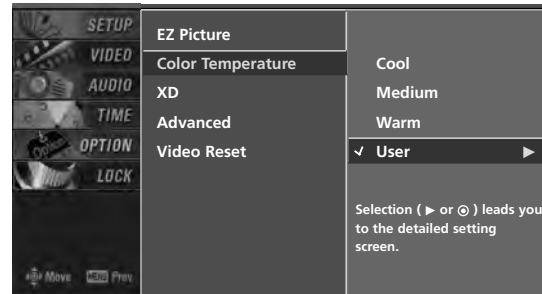 SETUP
VIDEO
AUDIO
TIME
OPTION
LOCK
Move MENU Prev
EZ Picture
Color Temperature
XD
Advanced
Video Reset
Cool
Medium
Warm
✓ User ▶
Selection ( ▶ or ◉ ) leads you
to the detailed setting
screen.